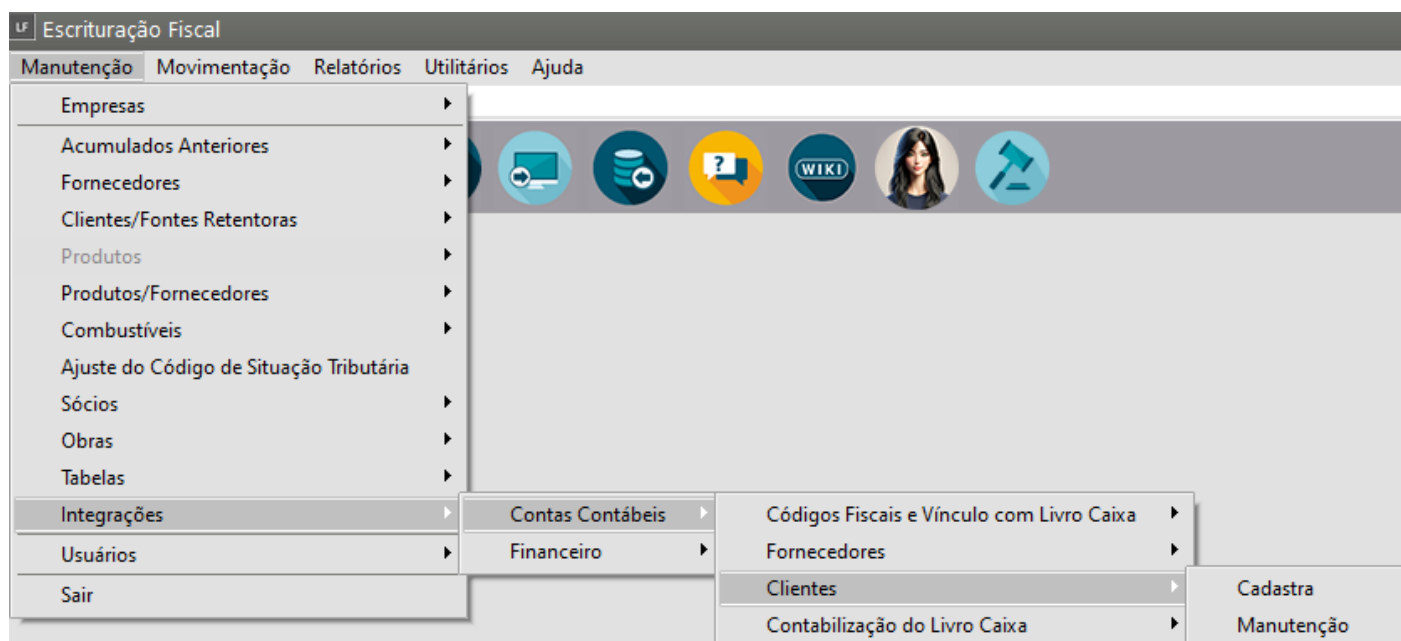 LF Escrituração Fiscal
Manutenção Movimentação Relatórios Utilitários Ajuda
Empresas
Acumulados Anteriores
Fornecedores
Clientes/Fontes Retentoras
Produtos
Produtos/Fornecedores
Combustíveis
Ajuste do Código de Situação Tributária
Sócios
Obras
Tabelas
Integrações
Usuários
Sair
? WIKI
Contas Contábeis
Financeiro
Códigos Fiscais e Vínculo com Livro Caixa
Fornecedores
Clientes
Contabilização do Livro Caixa
Cadastra
Manutenção